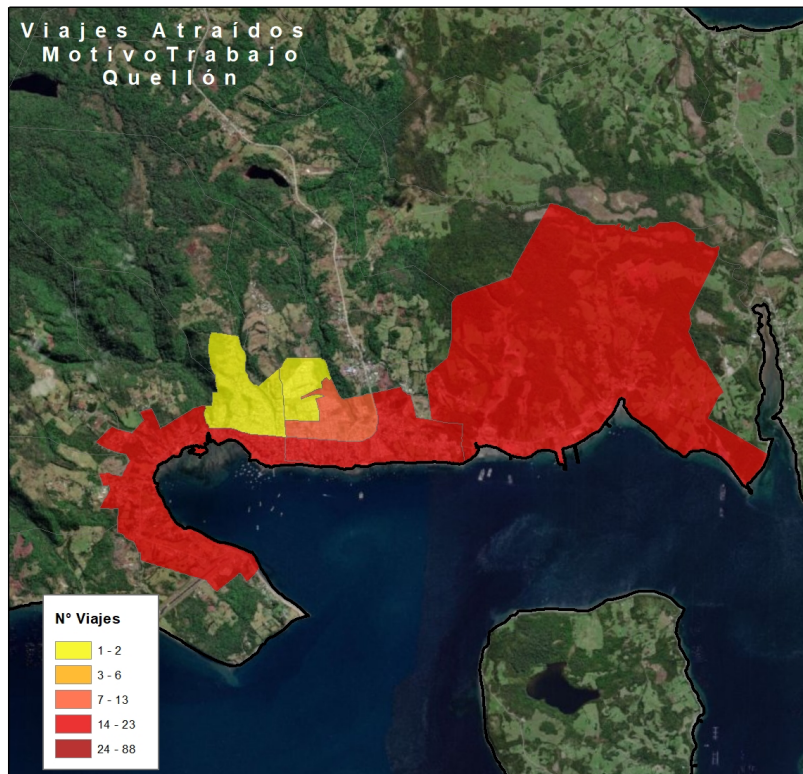 Viajes Atraídos
MotivoTrabajo
Quellón
N° Viajes
1 - 2
3 - 6
7 - 13
14 - 23
24 - 88